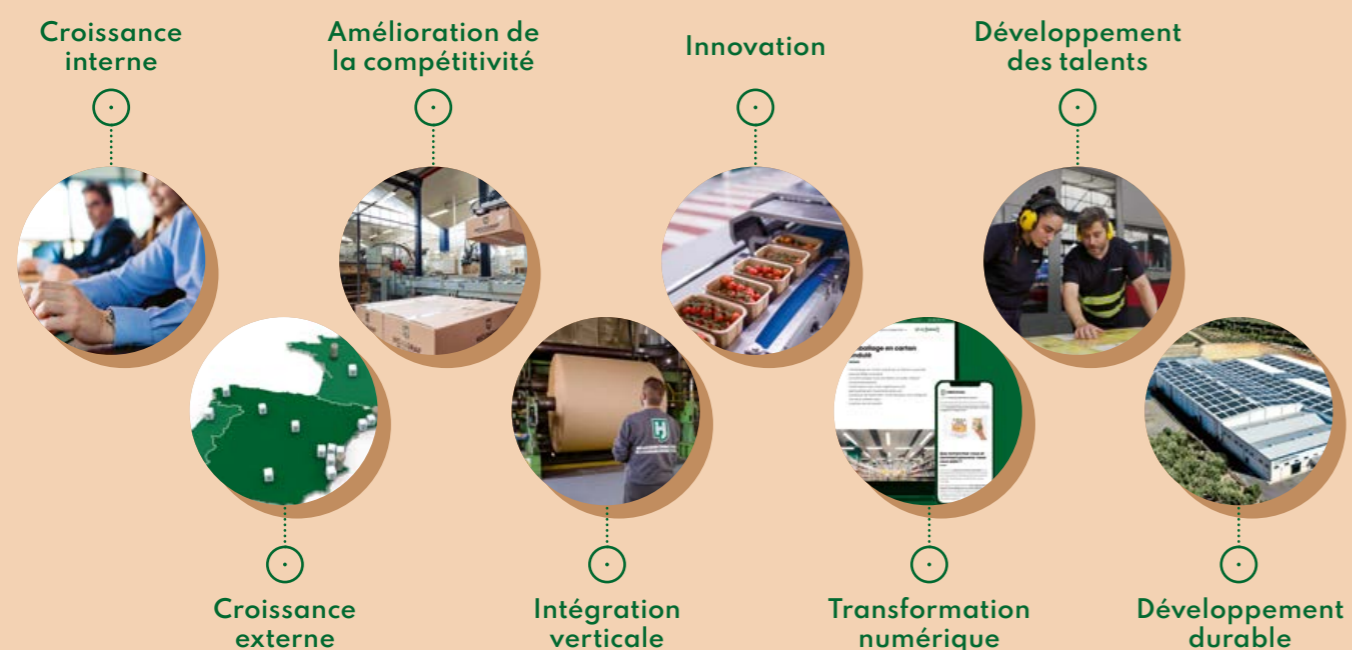 Croissance
interne
Amélioration de
la compétitivité
Innovation
Développement
des talents
Croissance
externe
Intégration
verticale
Transformation
numérique
Développement
durable